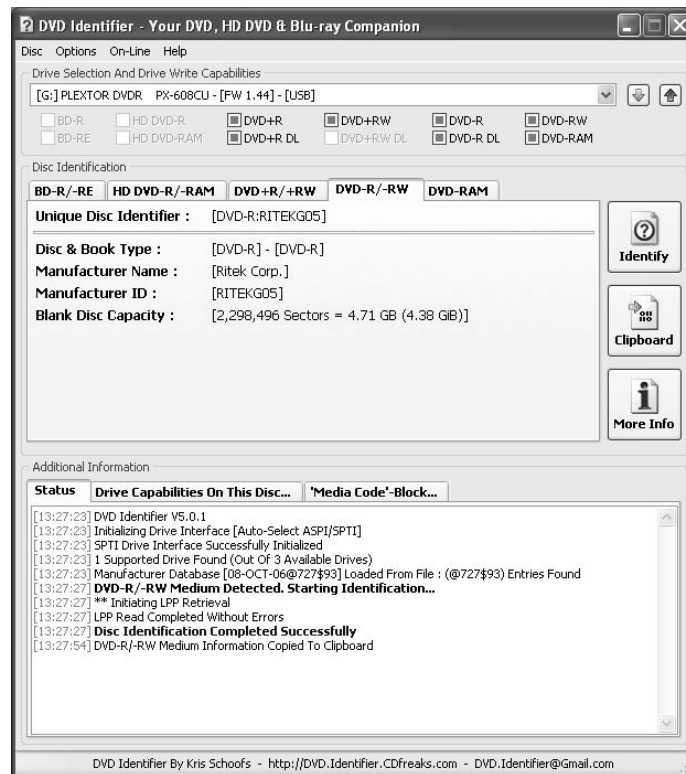 DVD Identifier - Your DVD, HD DVD & Blu-ray Companion
Disc Options On-Line Help
Drive Selection And Drive Write Capabilities
[G:] PLEXTOR DVDR PX-608CU - [FW 1.44] - [USB]
BD-R HD DVD-R DVD+R DVD+RW DVD-R DVD-RW
BD-RE HD DVD-RAM DVD+R DL DVD+RW DL DVD-R DL DVD-RAM
Disc Identification
BD-R/-RE HD DVD-R/-RAM DVD+R/+RW DVD-R/-RW DVD-RAM
Unique Disc Identifier : [DVD-R:RITEKG05]
Disc & Book Type : [DVD-R] - [DVD-R]
Manufacturer Name : [Ritek Corp.]
Manufacturer ID : [RITEKG05]
Blank Disc Capacity : [2,298,496 Sectors = 4.71 GB (4.38 GiB)]
Identify
Clipboard
More Info
Additional Information
Status Drive Capabilities On This Disc... 'Media Code'-Block...
[13:27:23] DVD Identifier V5.0.1
[13:27:23] Initializing Drive Interface [Auto-Select ASPI/SPTI]
[13:27:23] SPTI Drive Interface Successfully Initialized
[13:27:23] 1 Supported Drive Found (Out Of 3 Available Drives)
[13:27:23] Manufacturer Database [08-OCT-06@727$93] Loaded From File : (@727$93) Entries Found
[13:27:27] DVD-R/-RW Medium Detected. Starting Identification...
[13:27:27] ** Initiating LPP Retrieval
[13:27:27] LPP Read Completed Without Errors
[13:27:27] Disc Identification Completed Successfully
[13:27:54] DVD-R/-RW Medium Information Copied To Clipboard
DVD Identifier By Kris Schoofs - http://DVD.Identifier.CDfreaks.com - DVD.Identifier@Gmail.com